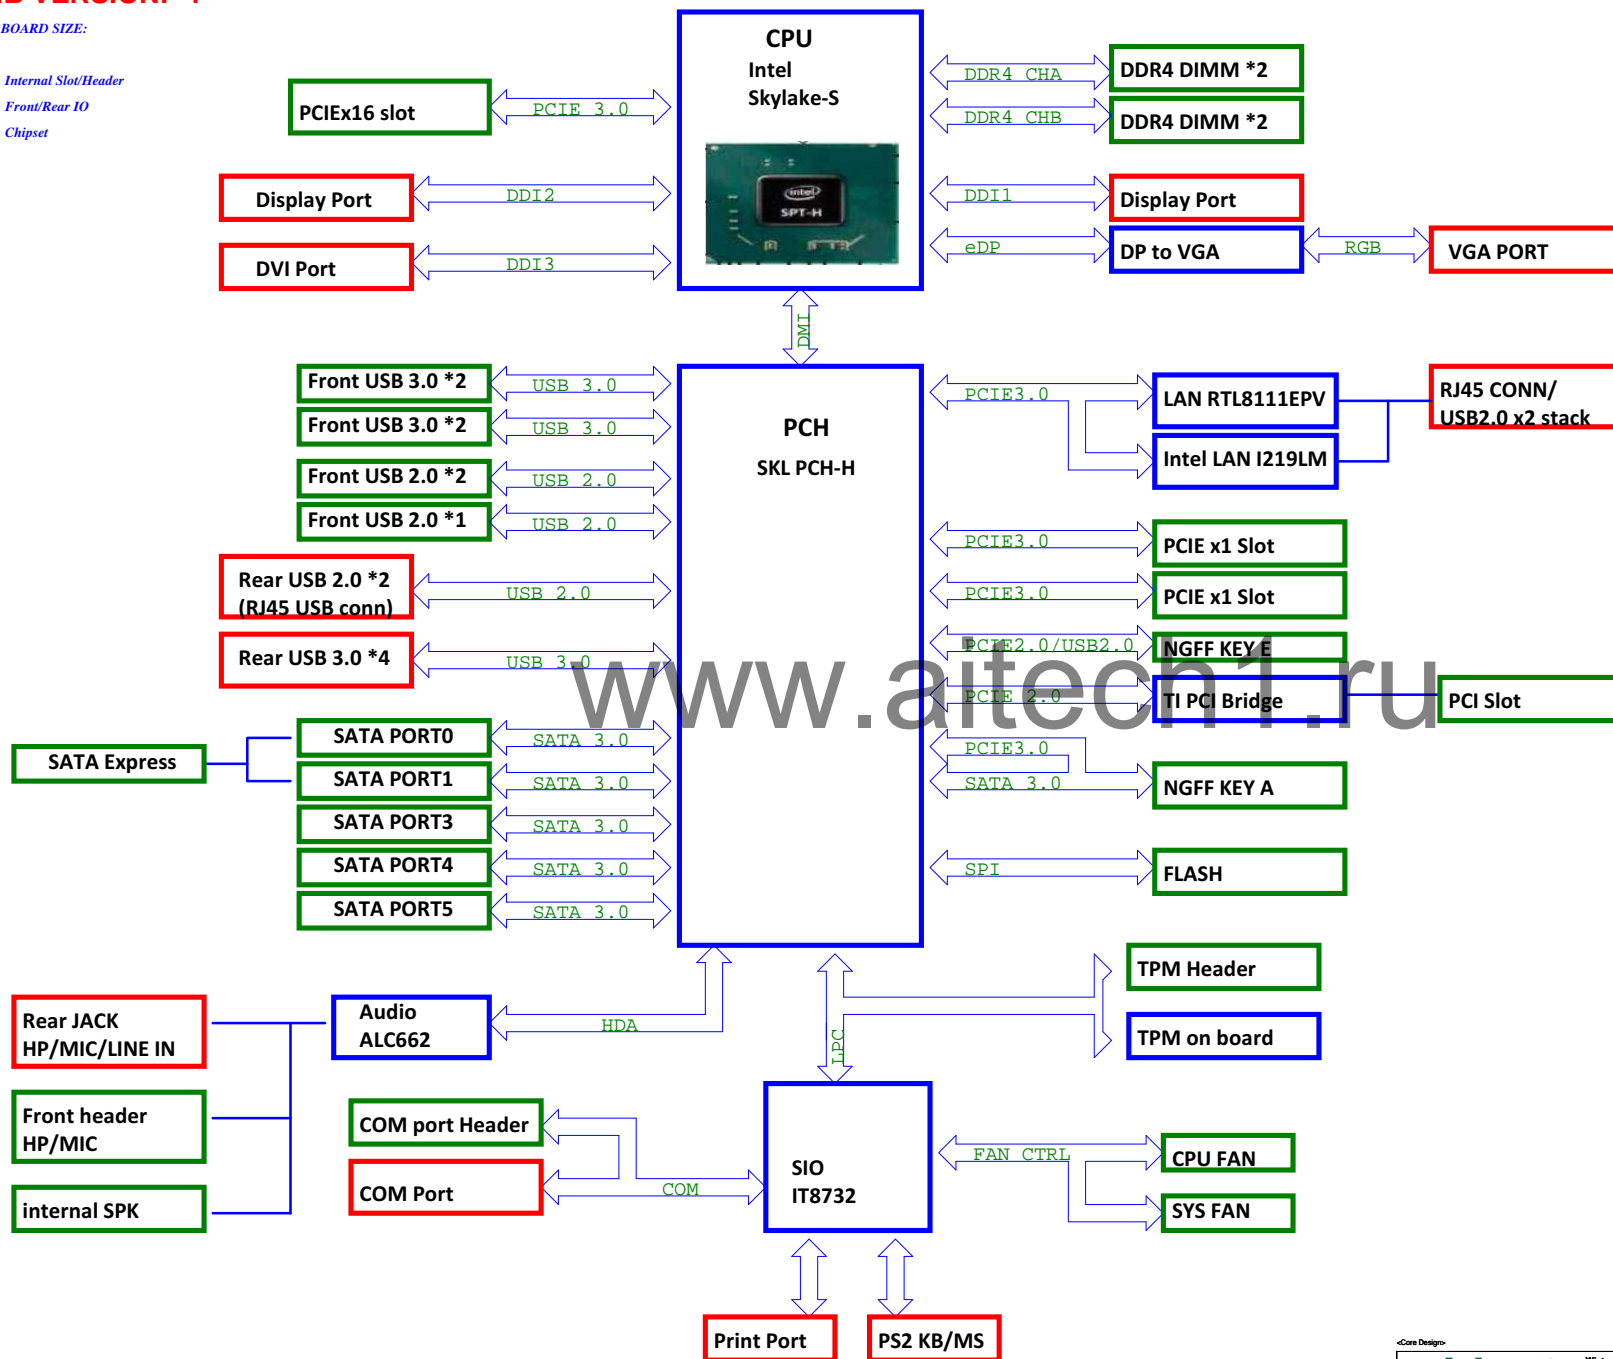 BOARD SIZE:
Internal Slot/Header
Front/Rear IO
Chipset
CPU
Intel
Skylake-S
intel
SPT-H
PCIEx16 slot
PCIE 3.0
Display Port
DDI2
DVI Port
DDI3
DDR4 CHA
DDR4 DIMM *2
DDR4 CHB
DDR4 DIMM *2
DDI1
Display Port
eDP
DP to VGA
RGB
VGA PORT
DMI
PCH
SKL PCH-H
Front USB 3.0 *2
USB 3.0
Front USB 3.0 *2
USB 3.0
Front USB 2.0 *2
USB 2.0
Front USB 2.0 *1
USB 2.0
Rear USB 2.0 *2
(RJ45 USB conn)
USB 2.0
Rear USB 3.0 *4
USB 3.0
SATA Express
SATA PORT0
SATA 3.0
SATA PORT1
SATA 3.0
SATA PORT3
SATA 3.0
SATA PORT4
SATA 3.0
SATA PORT5
SATA 3.0
PCIE3.0
LAN RTL8111EPV
Intel LAN I219LM
RJ45 CONN/
USB2.0 x2 stack
PCIE3.0
PCIE x1 Slot
PCIE3.0
PCIE x1 Slot
PCIE2.0/USB2.0
NGFF KEY E
PCIE 2.0
TI PCI Bridge
PCI Slot
PCIE3.0
SATA 3.0
NGFF KEY A
SPI
FLASH
www.aitech1.ru
TPM Header
TPM on board
LPC
HDA
Audio
ALC662
Rear JACK
HP/MIC/LINE IN
Front header
HP/MIC
internal SPK
COM port Header
COM Port
COM
SIO
IT8732
FAN CTRL
CPU FAN
SYS FAN
Print Port
PS2 KB/MS
<Core Design>